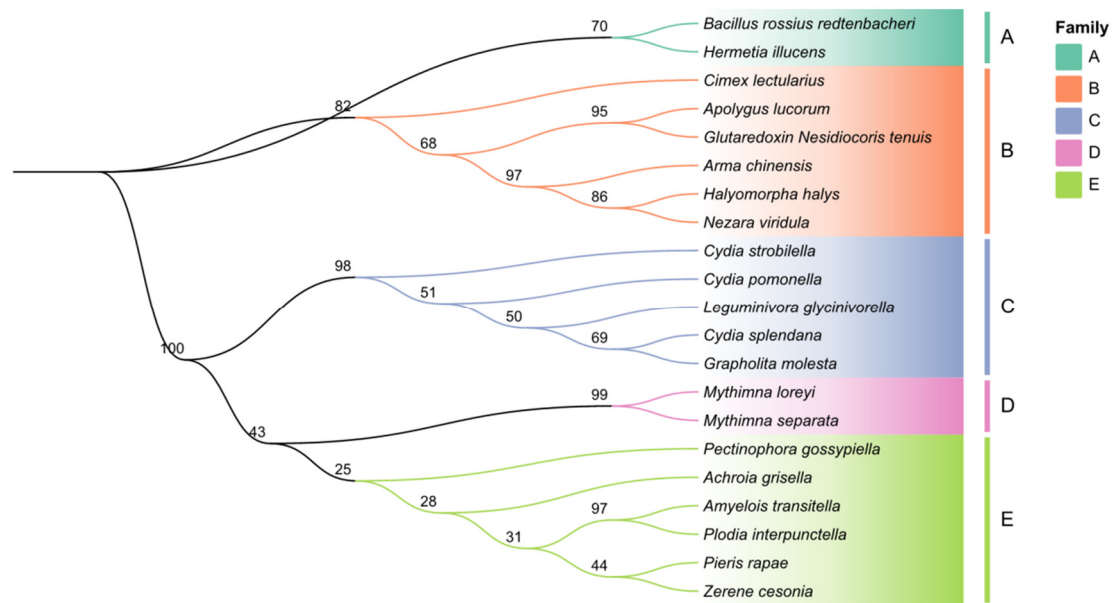 70
Bacillus rossius redtenbacheri
Hermetia illucens
A
82
Cimex lectularius
95
Apolygus lucorum
68
Glutaredoxin Nesidiocoris tenuis
B
97
Arma chinensis
86
Halyomorpha halys
Nezara viridula
98
Cydia strobilella
51
Cydia pomonella
50
Leguminivora glycinivorella
C
69
Cydia splendana
Grapholita molesta
100
99
Mythimna loreyi
D
Mythimna separata
43
25
Pectinophora gossypiella
28
Achroia grisella
97
Amyelois transitella
E
31
Plodia interpunctella
44
Pieris rapae
Zerene cesonia
Family
A
B
C
D
E